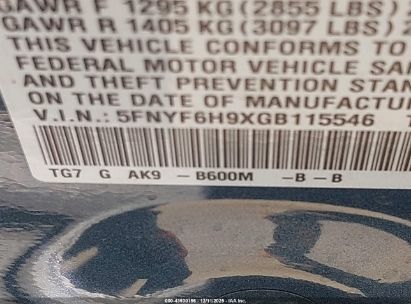 GAWR F 1295 KG (2855 LBS)
GAWR R 1405 KG (3097 LBS)
THIS VEHICLE CONFORMS TO
FEDERAL MOTOR VEHICLE SA
AND THEFT PREVENTION STAN
ON THE DATE OF MANUFACTUR
V.I.N.: 5FNYF6H9XGB115546
TG7 G AK9 -B600M -B-B